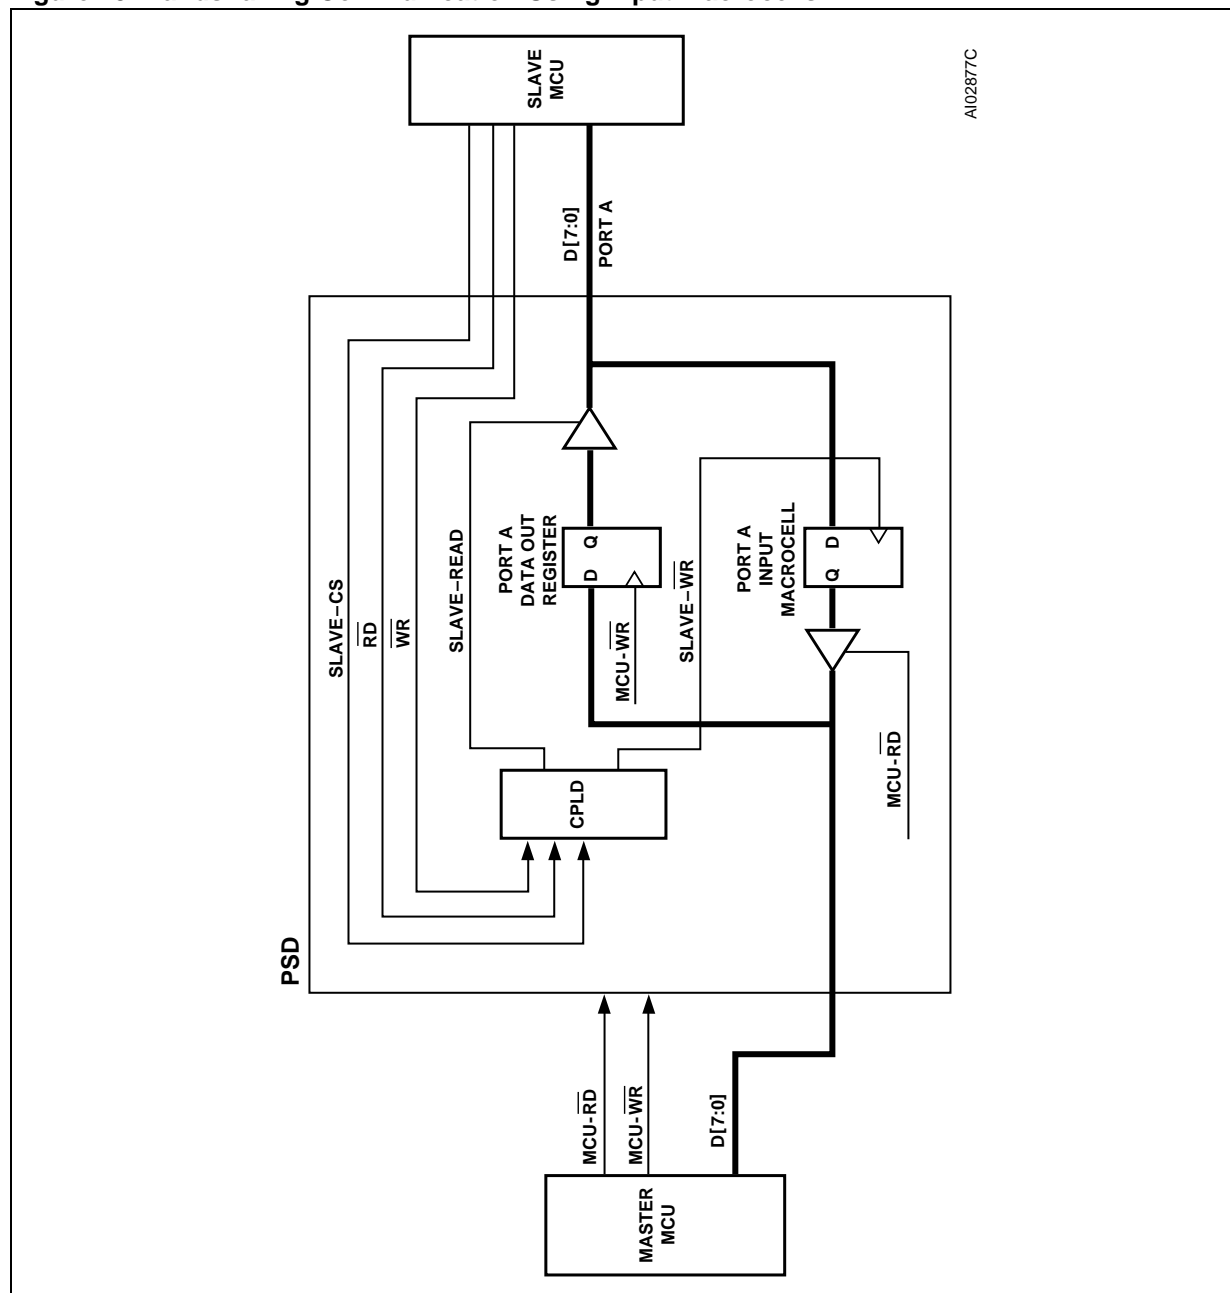 SLAVE
MCU
AI02877C
D[7:0]
PORT A
SLAVE–CS
RD
WR
SLAVE–READ
PORT A
DATA OUT
REGISTER
D Q
MCU-WR
SLAVE–WR
PORT A
INPUT
MACROCELL
Q D
MCU-RD
CPLD
PSD
MCU-RD
MCU-WR
D[7:0]
MASTER
MCU